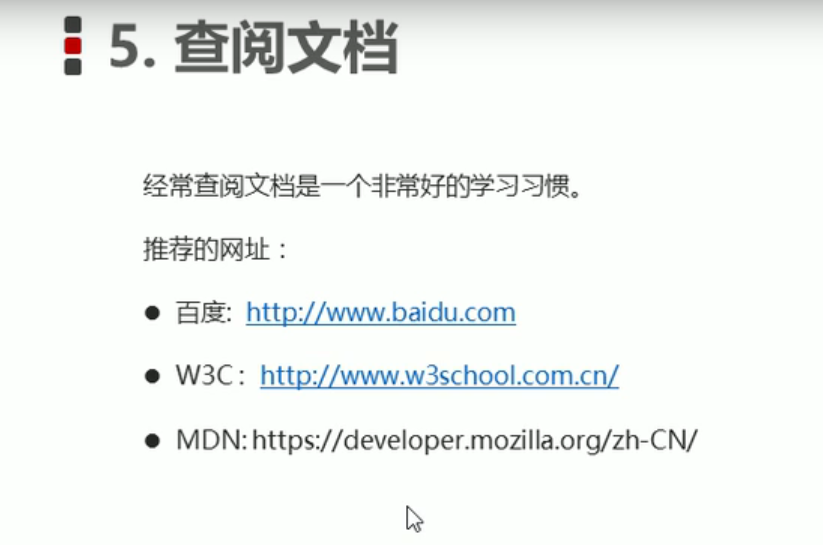 5. 查阅文档
经常查阅文档是一个非常好的学习习惯。
推荐的网址：
● 百度: http://www.baidu.com
● W3C： http://www.w3school.com.cn/
● MDN:https://developer.mozilla.org/zh-CN/